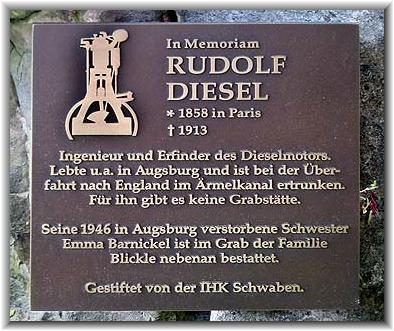 In Memoriam
RUDOLF
DIESEL
* 1858 in Paris
† 1913
Ingenieur und Erfinder des Dieselmotors.
Lebte u.a. in Augsburg und ist bei der Über-
fahrt nach England im Ärmelkanal ertrunken.
Für ihn gibt es keine Grabstätte.
Seine 1946 in Augsburg verstorbene Schwester
Emma Barnickel ist im Grab der Familie
Blickle nebenan bestattet.
Gestiftet von der IHK Schwaben.